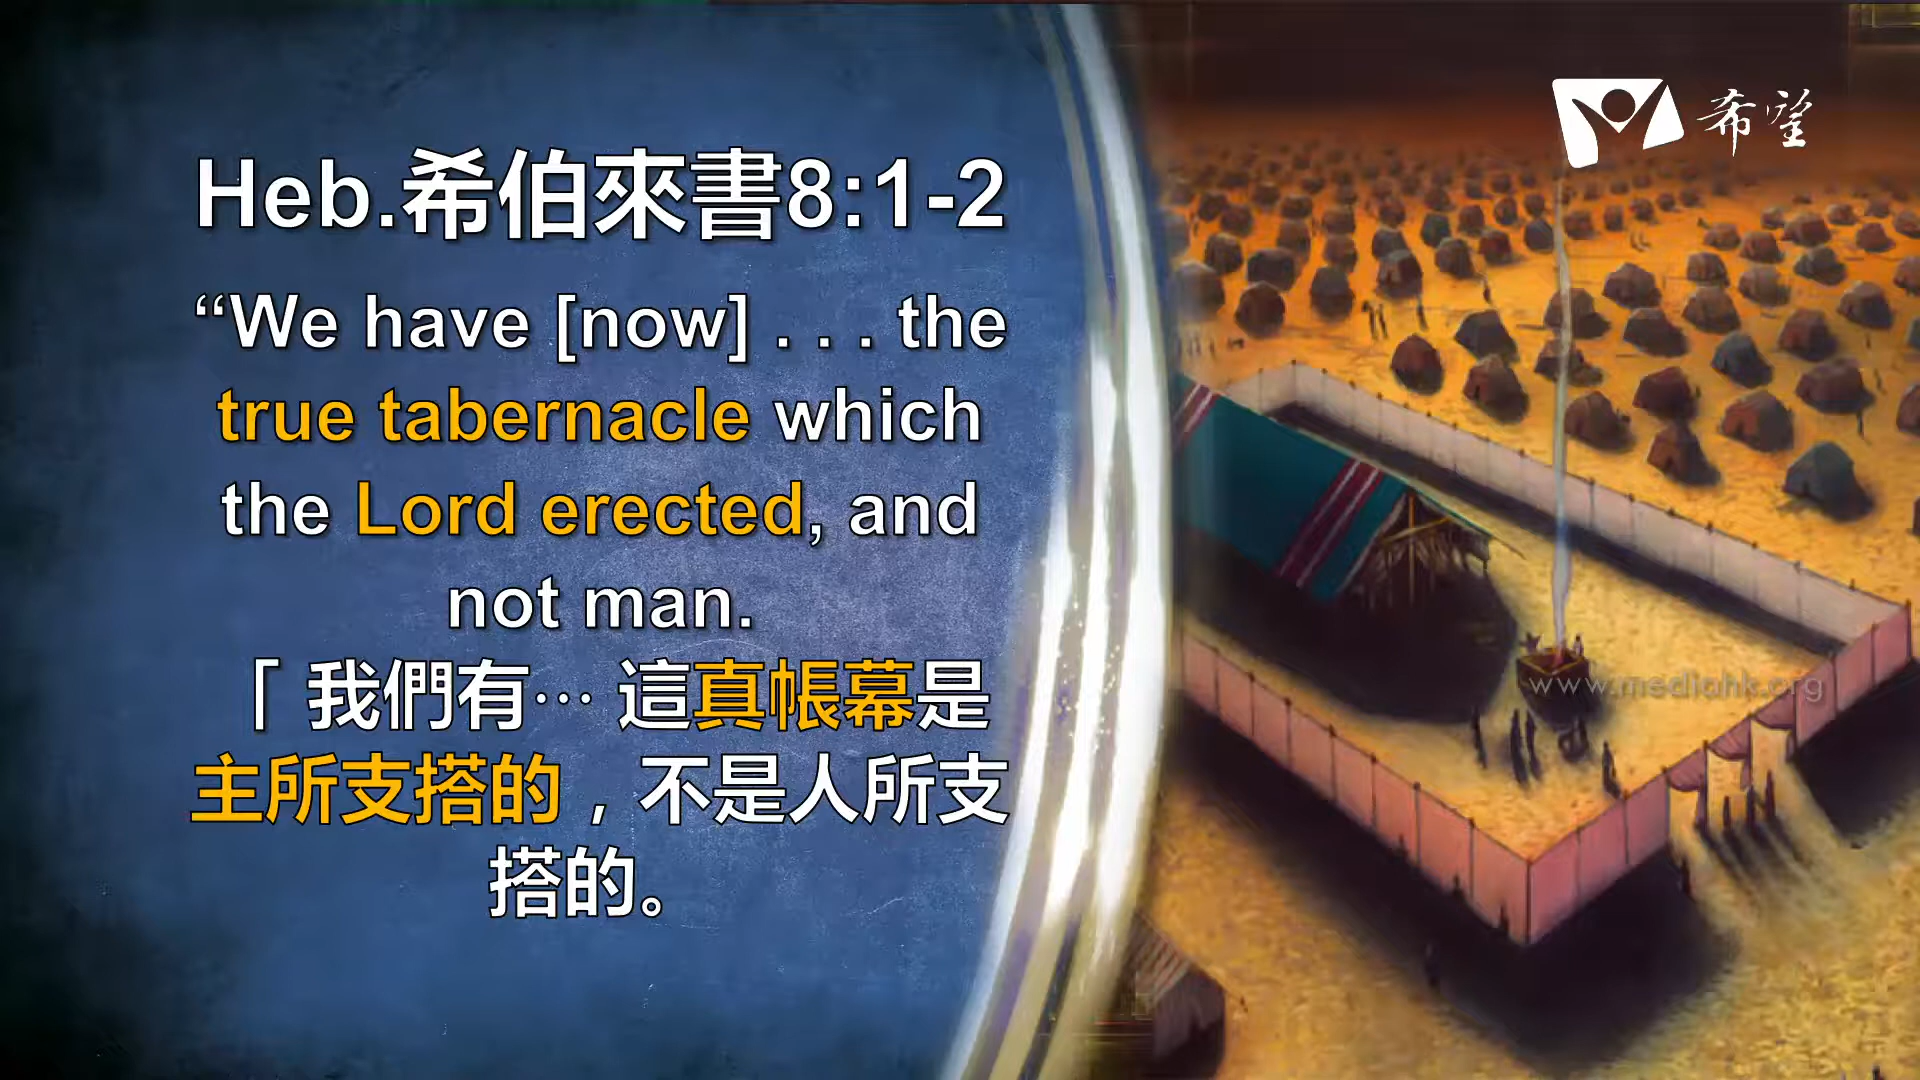 Heb.希伯來書8:1-2
“We have [now] . . . the
true tabernacle which
the Lord erected, and
not man.
「 我們有… 這真帳幕是
主所支搭的，不是人所支
搭的。
希望
www.mediahk.org